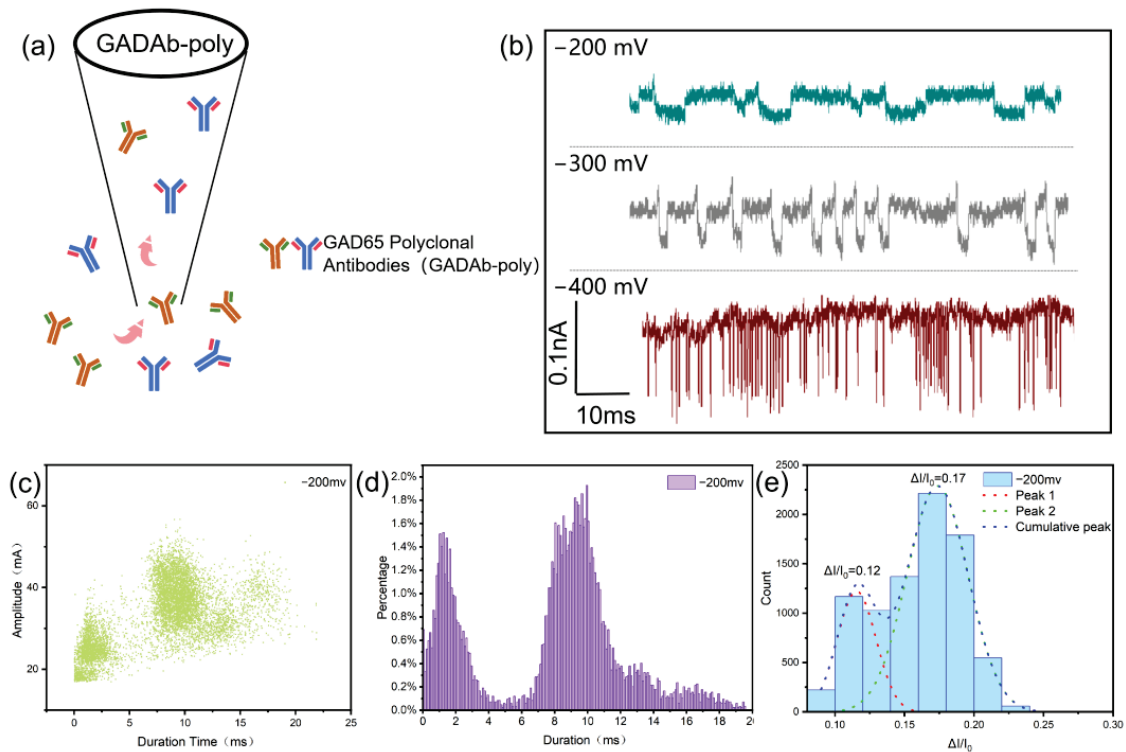 (a)
GADAb-poly
GAD65 Polyclonal
Antibodies（GADAb-poly）
(b)
−200 mV
−300 mV
−400 mV
0.1nA
10ms
(c)
−200mv
60
40
20
Amplitude（mA）
0 5 10 15 20 25
Duration Time（ms）
(d)
−200mv
2.0%
1.8%
1.6%
1.4%
1.2%
1.0%
0.8%
0.6%
0.4%
0.2%
0.0%
Percentage
0 2 4 6 8 10 12 14 16 18 20
Duration（ms）
(e)
−200mv
Peak 1
Peak 2
Cumulative peak
ΔI/I0=0.17
ΔI/I0=0.12
2500
2000
1500
1000
500
0
Count
0.10 0.15 0.20 0.25 0.30
ΔI/I0